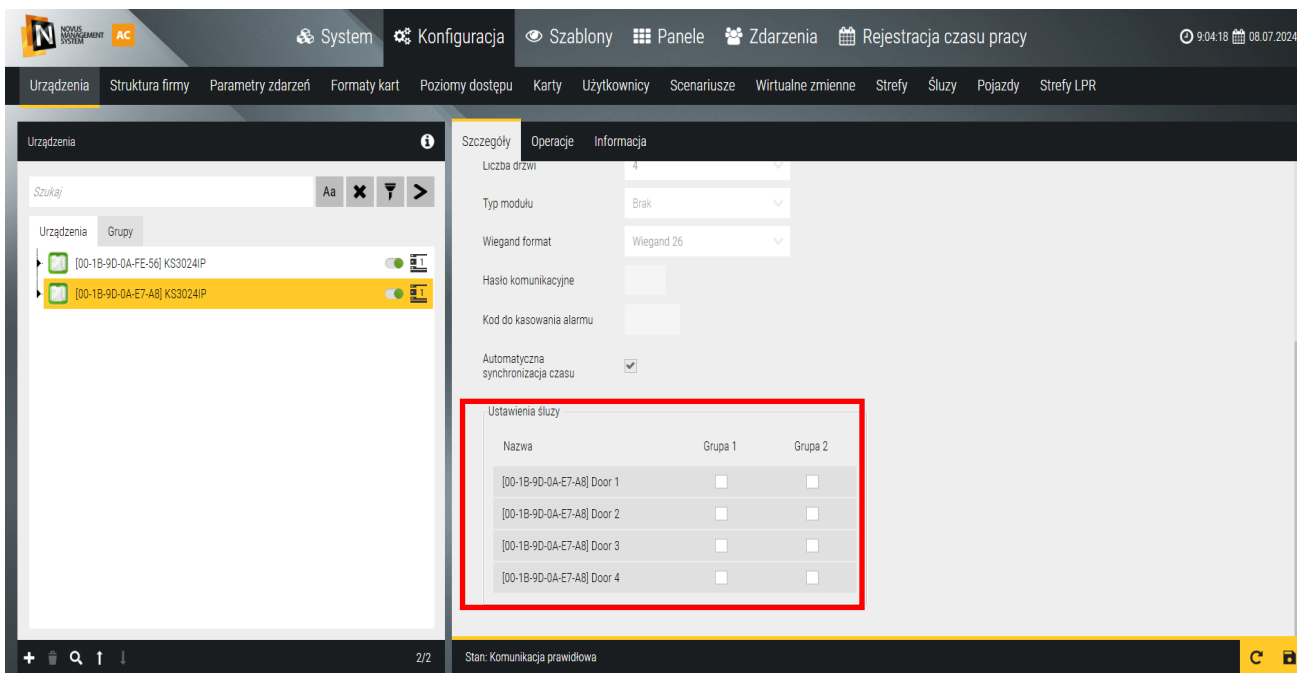 NOVUS
MANAGEMENT
SYSTEM
AC
System Konfiguracja Szablony Panele Zdarzenia Rejestracja czasu pracy
9:04:18 08.07.2024
Urządzenia Struktura firmy Parametry zdarzeń Formaty kart Poziomy dostępu Karty Użytkownicy Scenariusze Wirtualne zmienne Strefy Śluzy Pojazdy Strefy LPR
Urządzenia
Szukaj
Aa
Urządzenia Grupy
[00-1B-9D-0A-FE-56] KS3024IP
1
[00-1B-9D-0A-E7-A8] KS3024IP
1
2/2
Szczegóły Operacje Informacja
Liczba drzwi 4
Typ modułu Brak
Wiegand format Wiegand 26
Hasło komunikacyjne
Kod do kasowania alarmu
Automatyczna
synchronizacja czasu
Ustawienia śluzy
Nazwa Grupa 1 Grupa 2
[00-1B-9D-0A-E7-A8] Door 1
[00-1B-9D-0A-E7-A8] Door 2
[00-1B-9D-0A-E7-A8] Door 3
[00-1B-9D-0A-E7-A8] Door 4
Stan: Komunikacja prawidłowa